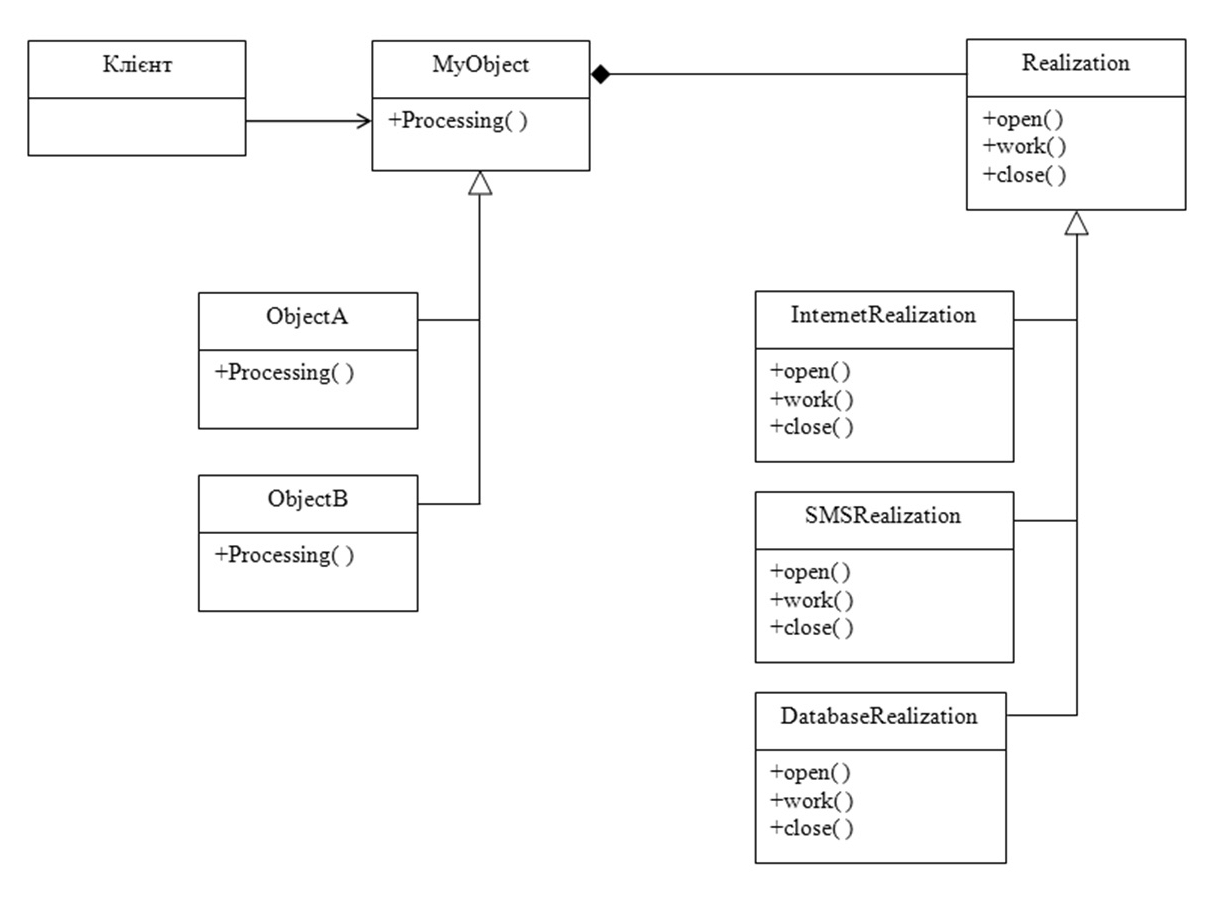 Клієнт
MyObject
+Processing( )
Realization
+open( )
+work( )
+close( )
ObjectA
+Processing( )
ObjectB
+Processing( )
InternetRealization
+open( )
+work( )
+close( )
SMSRealization
+open( )
+work( )
+close( )
DatabaseRealization
+open( )
+work( )
+close( )